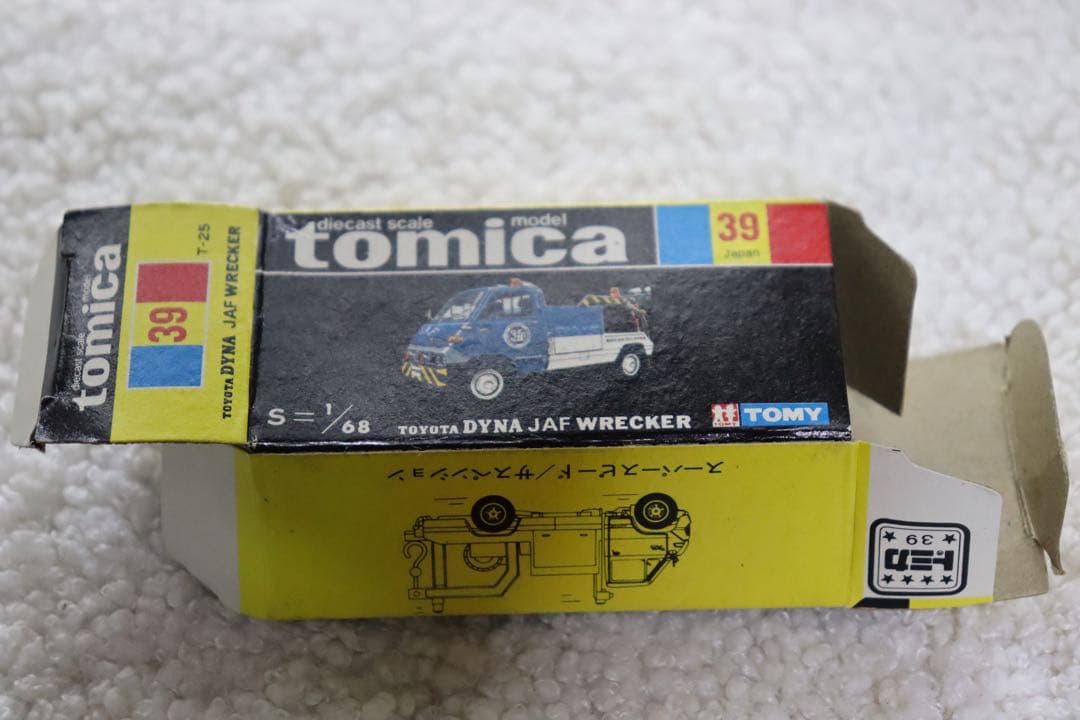 diecast scale model
tomica
39
Japan
S=1/68
TOYOTA DYNA JAF WRECKER
TOMY
TOMY
diecast scale model
tomica
39
T-25
TOYOTA DYNA JAF WRECKER
スーパースピード/サスペンション
トミカ
39